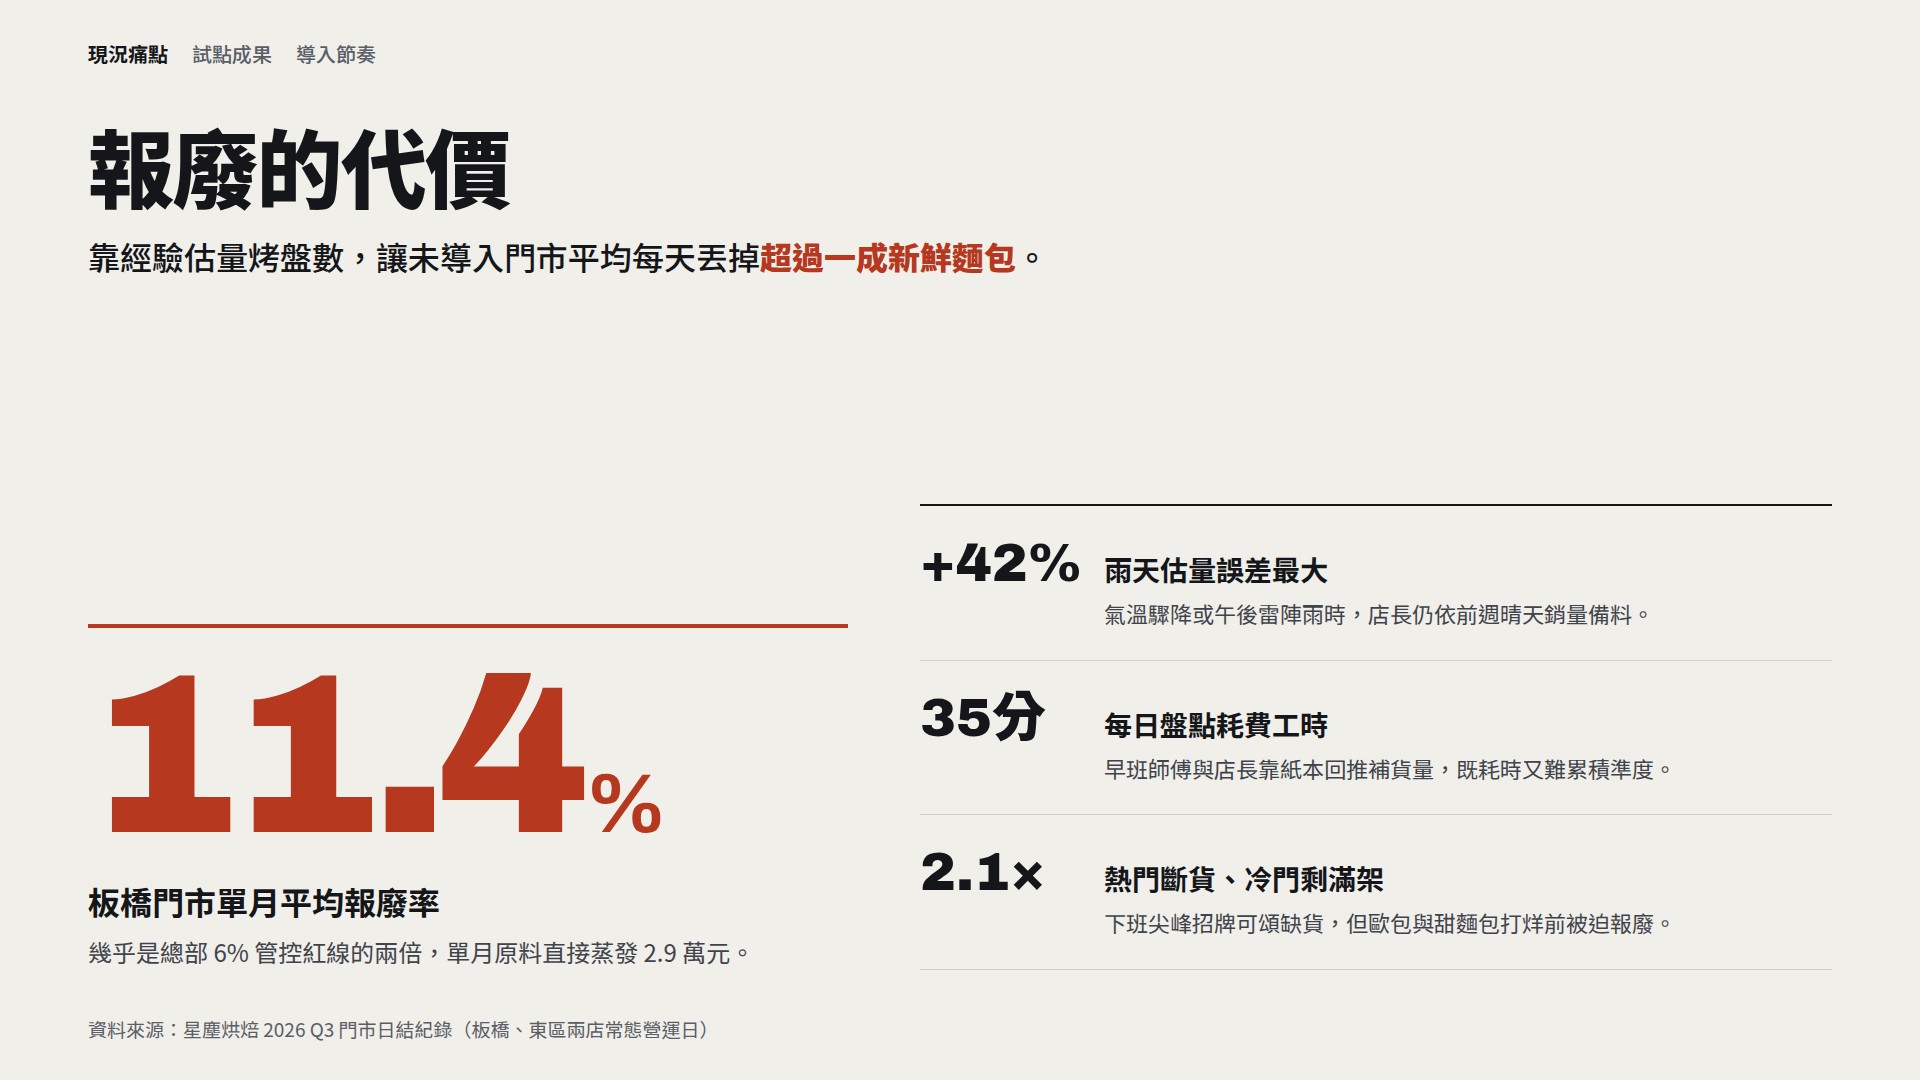 現況痛點 試點成果 導入節奏
報廢的代價
靠經驗估量烤盤數，讓未導入門市平均每天丟掉超過一成新鮮麵包。
11.4%
板橋門市單月平均報廢率
幾乎是總部 6% 管控紅線的兩倍，單月原料直接蒸發 2.9 萬元。
+42% 雨天估量誤差最大
氣溫驟降或午後雷陣雨時，店長仍依前週晴天銷量備料。
35分 每日盤點耗費工時
早班師傅與店長靠紙本回推補貨量，既耗時又難累積準度。
2.1× 熱門斷貨、冷門剩滿架
下班尖峰招牌可頌缺貨，但歐包與甜麵包打烊前被迫報廢。
資料來源：星塵烘焙 2026 Q3 門市日結紀錄（板橋、東區兩店常態營運日）